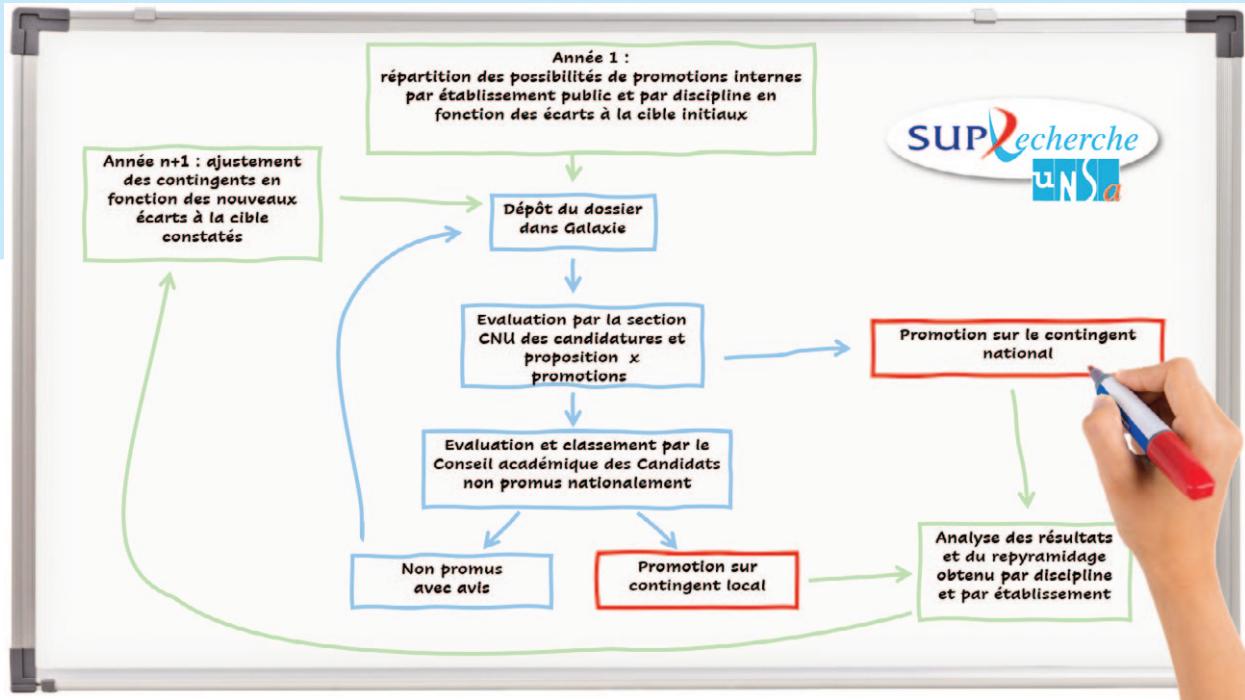 Année 1 :
répartition des possibilités de promotions internes
par établissement public et par discipline en
fonction des écarts à la cible initiaux
SUPRecherche
uNSa
Année n+1 : ajustement
des contingents en
fonction des nouveaux
écarts à la cible
constatés
Dépôt du dossier
dans Galaxie
Evaluation par la section
CNU des candidatures et
proposition x
promotions
Promotion sur le contingent
national
Evaluation et classement par le
Conseil académique des Candidats
non promus nationalement
Non promus
avec avis
Promotion sur
contingent local
Analyse des résultats
et du repyramidage
obtenu par discipline
et par établissement